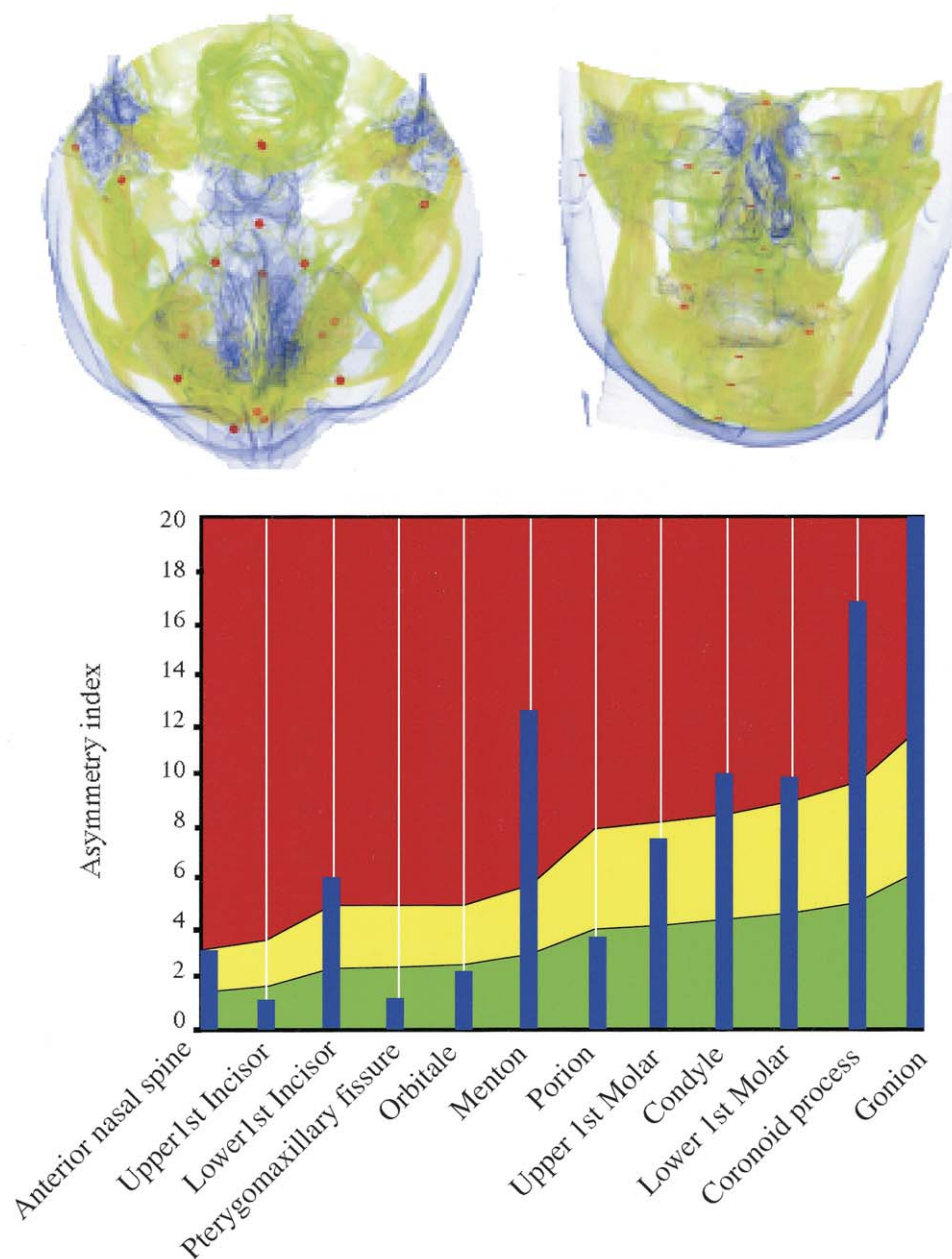 20
18
16
14
12
10
8
6
4
2
0
Asymmetry index
Anterior nasal spine
Upper1st Incisor
Lower1st Incisor
Pterygomaxillary fissure
Orbitale
Menton
Porion
Upper 1st Molar
Condyle
Lower 1st Molar
Coronoid process
Gonion